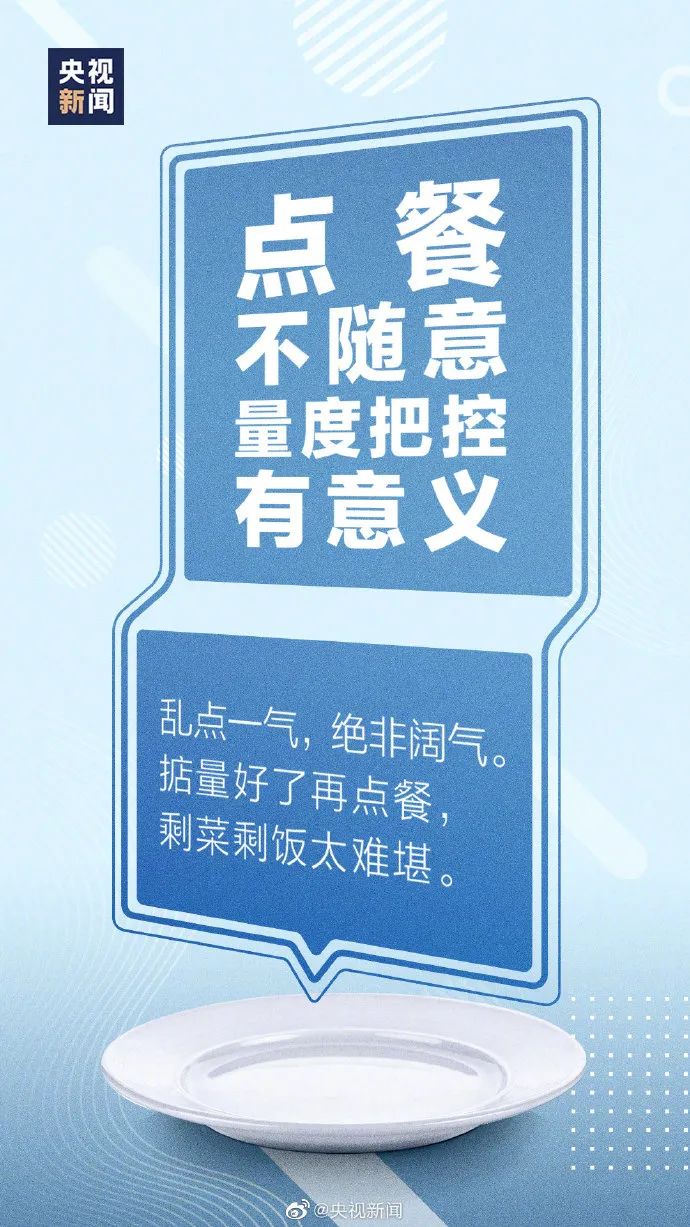 央视
新闻
点餐
不随意
量度把控
有意义
乱点一气，绝非阔气。
掂量好了再点餐，
剩菜剩饭太难堪。
@央视新闻